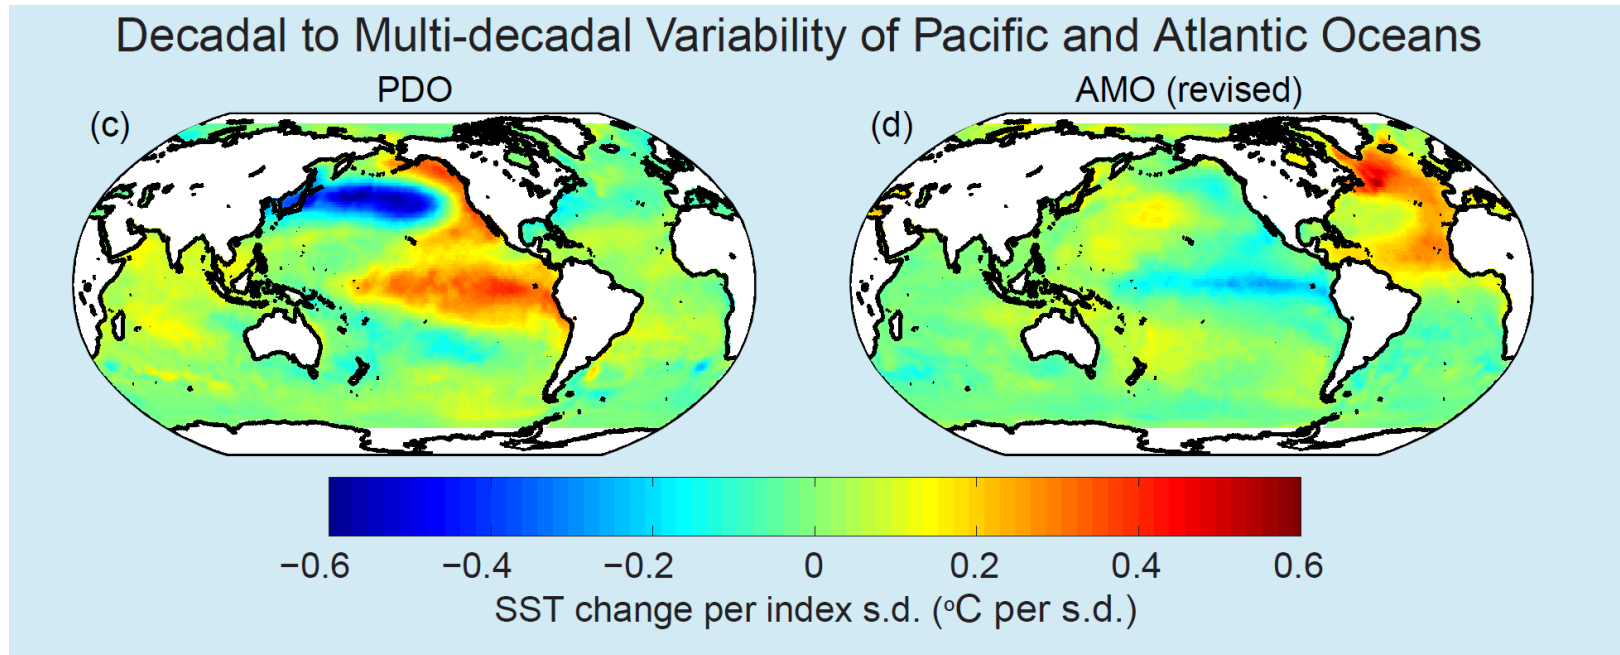 Decadal to Multi-decadal Variability of Pacific and Atlantic Oceans
PDO
AMO (revised)
(c)
(d)
−0.6 −0.4 −0.2 0 0.2 0.4 0.6
SST change per index s.d. (°C per s.d.)